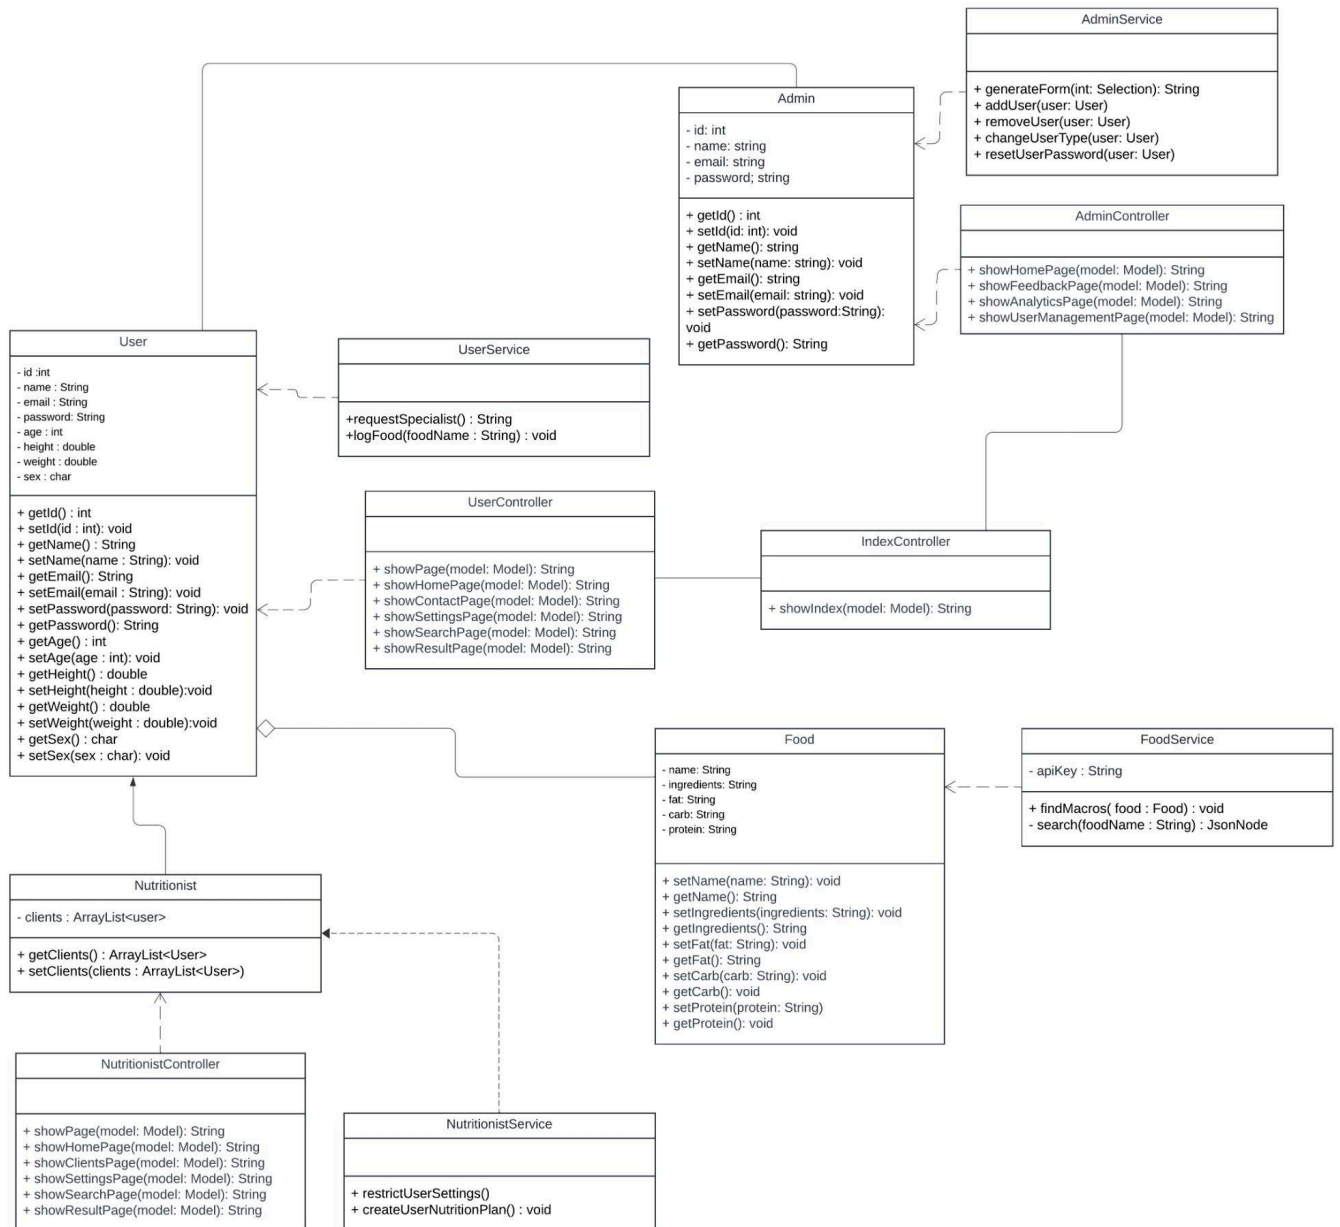 AdminService
+ generateForm(int: Selection): String
+ addUser(user: User)
+ removeUser(user: User)
+ changeUserType(user: User)
+ resetUserPassword(user: User)
Admin
- id: int
- name: string
- email: string
- password; string
+ getId() : int
+ setId(id: int): void
+ getName(): string
+ setName(name: string): void
+ getEmail(): string
+ setEmail(email: string): void
+ setPassword(password:String):
void
+ getPassword(): String
AdminController
+ showHomePage(model: Model): String
+ showFeedbackPage(model: Model): String
+ showAnalyticsPage(model: Model): String
+ showUserManagementPage(model: Model): String
User
- id :int
- name : String
- email : String
- password: String
- age : int
- height : double
- weight : double
- sex : char
+ getId() : int
+ setId(id : int): void
+ getName() : String
+ setName(name : String): void
+ getEmail(): String
+ setEmail(email : String): void
+ setPassword(password: String): void
+ getPassword(): String
+ getAge() : int
+ setAge(age : int): void
+ getHeight() : double
+ setHeight(height : double):void
+ getWeight() : double
+ setWeight(weight : double):void
+ getSex() : char
+ setSex(sex : char): void
UserService
+requestSpecialist() : String
+logFood(foodName : String) : void
UserController
+ showPage(model: Model): String
+ showHomePage(model: Model): String
+ showContactPage(model: Model): String
+ showSettingsPage(model: Model): String
+ showSearchPage(model: Model): String
+ showResultPage(model: Model): String
IndexController
+ showIndex(model: Model): String
Food
- name: String
- ingredients: String
- fat: String
- carb: String
- protein: String
+ setName(name: String): void
+ getName(): String
+ setIngredients(ingredients: String): void
+ getIngredients(): String
+ setFat(fat: String): void
+ getFat(): String
+ setCarb(carb: String): void
+ getCarb(): void
+ setProtein(protein: String)
+ getProtein(): void
FoodService
- apiKey : String
+ findMacros( food : Food) : void
- search(foodName : String) : JsonNode
Nutritionist
- clients : ArrayList<user>
+ getClients() : ArrayList<User>
+ setClients(clients : ArrayList<User>)
NutritionistController
+ showPage(model: Model): String
+ showHomePage(model: Model): String
+ showClientsPage(model: Model): String
+ showSettingsPage(model: Model): String
+ showSearchPage(model: Model): String
+ showResultPage(model: Model): String
NutritionistService
+ restrictUserSettings()
+ createUserNutritionPlan() : void